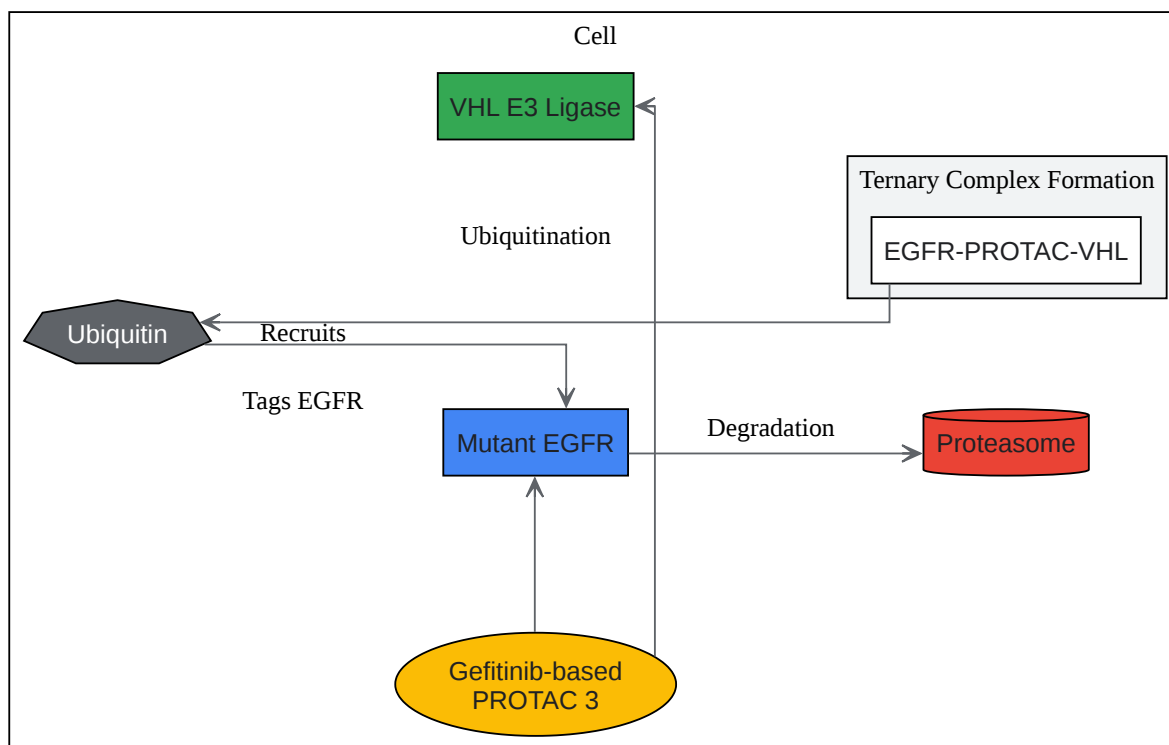 Cell
VHL E3 Ligase
Ternary Complex Formation
EGFR-PROTAC-VHL
Ubiquitination
Ubiquitin
Recruits
Tags EGFR
Mutant EGFR
Degradation
Proteasome
Gefitinib-based
PROTAC 3